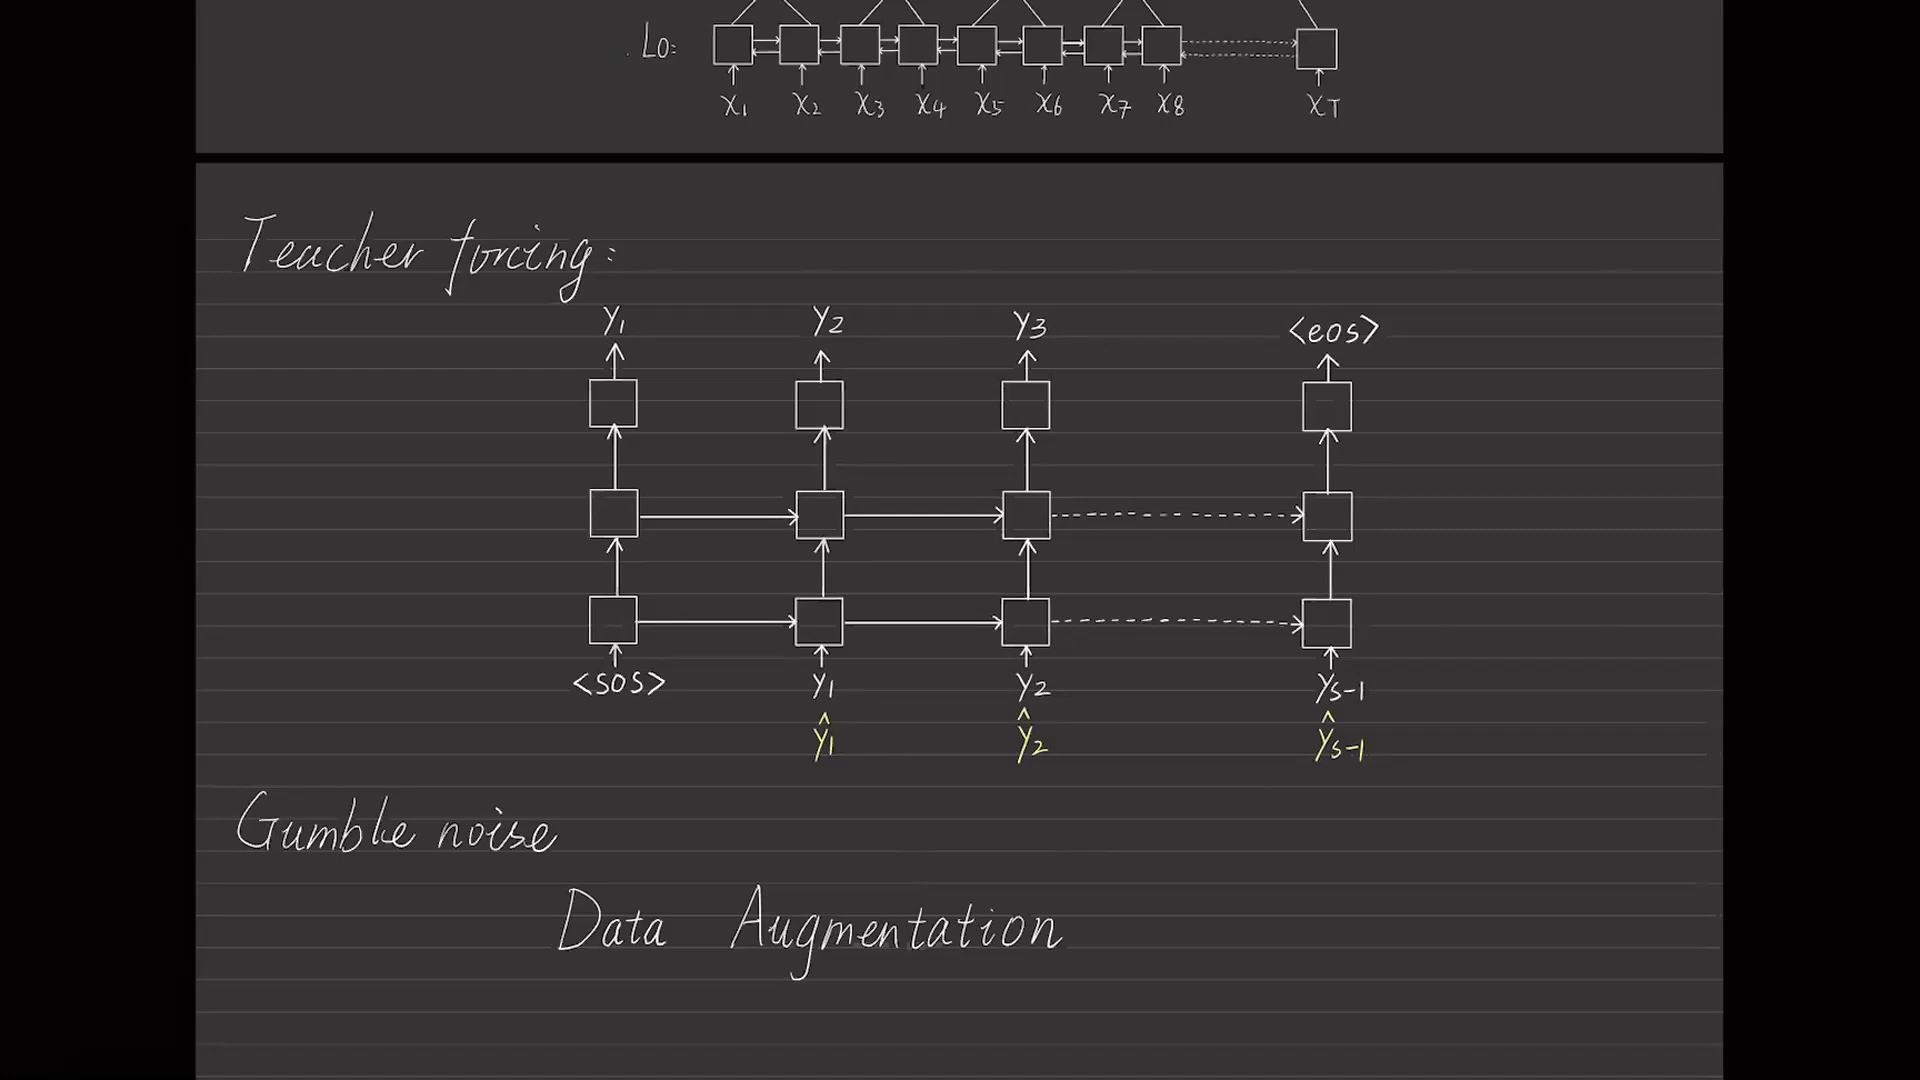 L0:
x1 x2 x3 x4 x5 x6 x7 x8 xT
Teacher forcing:
y1 y2 y3 <eos>
<sos> y1 y2 ys-1
ŷ1 ŷ2 ŷs-1
Gumble noise
Data Augmentation